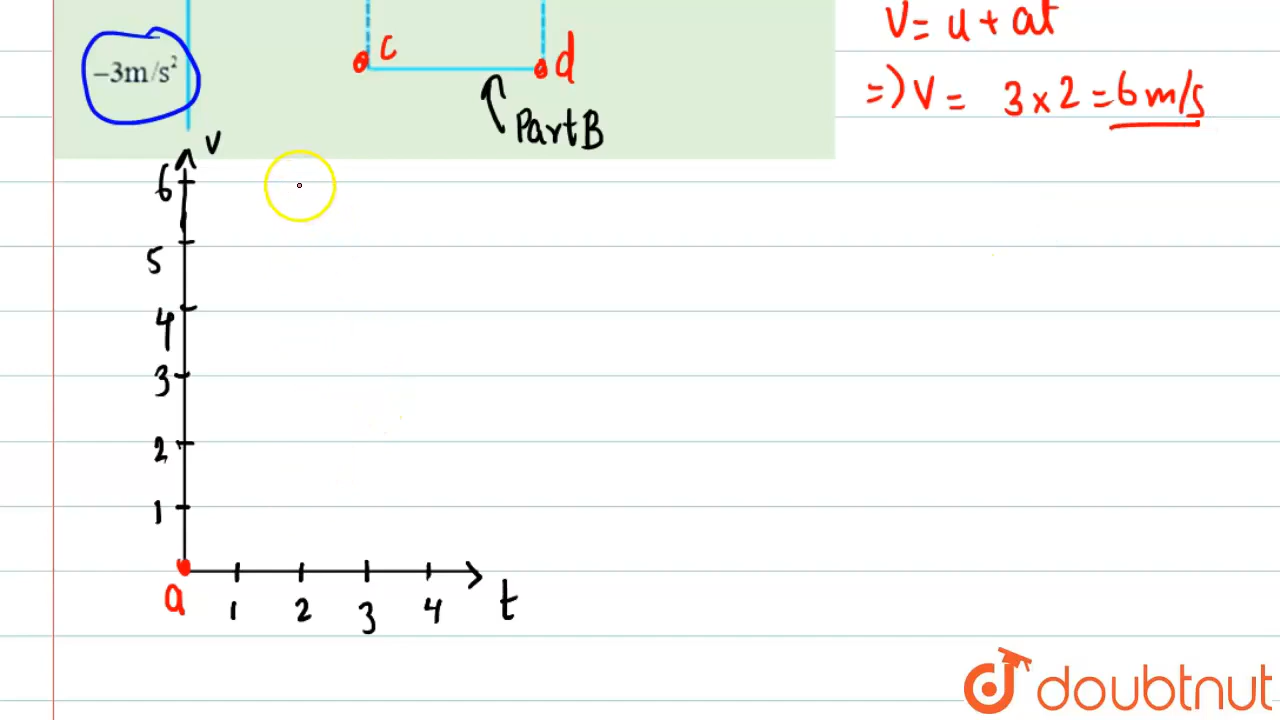 V = u + at
-3m/s²
c
d
=) V = 3 x 2 = 6 m/s
Part B
V
6
5
4
3
2
1
a
1 2 3 4
t
doubtnut